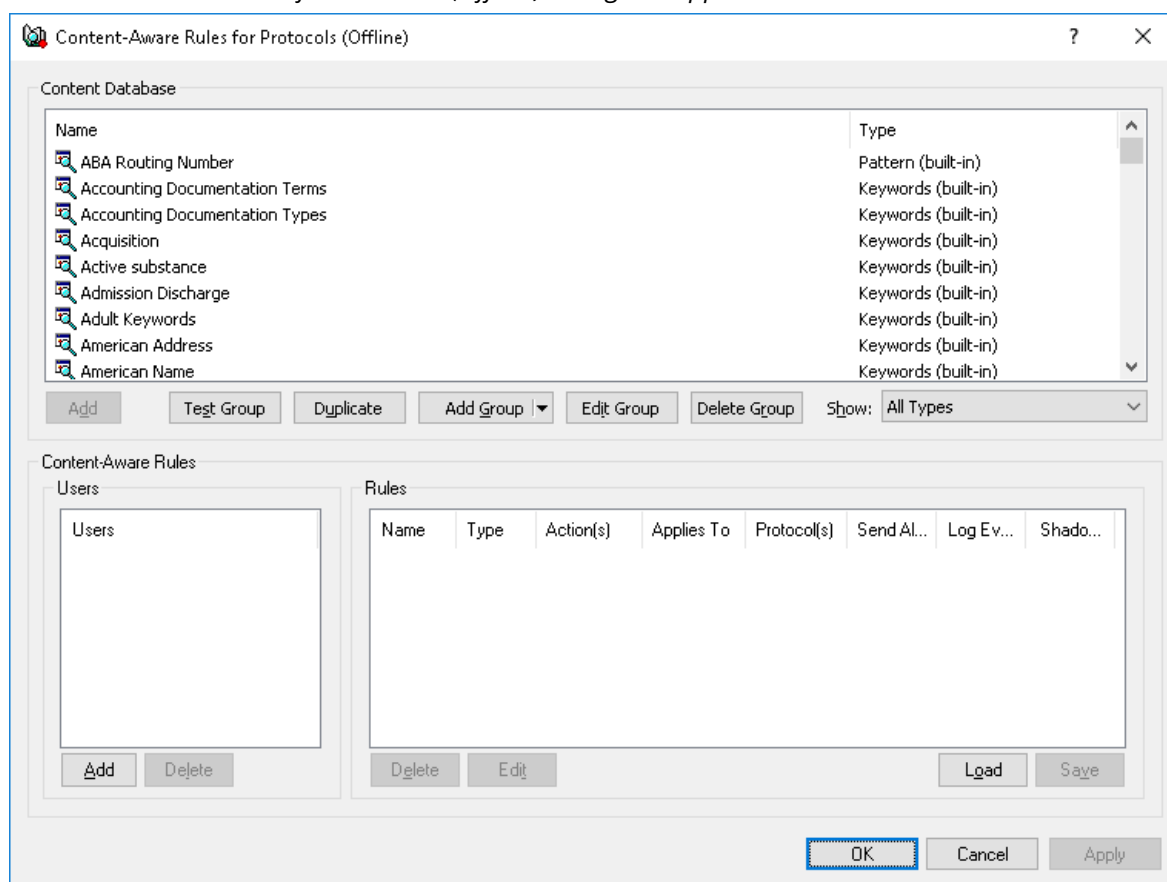 Content-Aware Rules for Protocols (Offline) ?
Content Database
Name Type
ABA Routing Number Pattern (built-in)
Accounting Documentation Terms Keywords (built-in)
Accounting Documentation Types Keywords (built-in)
Acquisition Keywords (built-in)
Active substance Keywords (built-in)
Admission Discharge Keywords (built-in)
Adult Keywords Keywords (built-in)
American Address Keywords (built-in)
American Name Keywords (built-in)
Add Test Group Duplicate Add Group Edit Group Delete Group Show: All Types
Content-Aware Rules
Users Rules
Users Name Type Action(s) Applies To Protocol(s) Send Al... Log Ev... Shado...
Add Delete Delete Edit Load Save
OK Cancel Apply